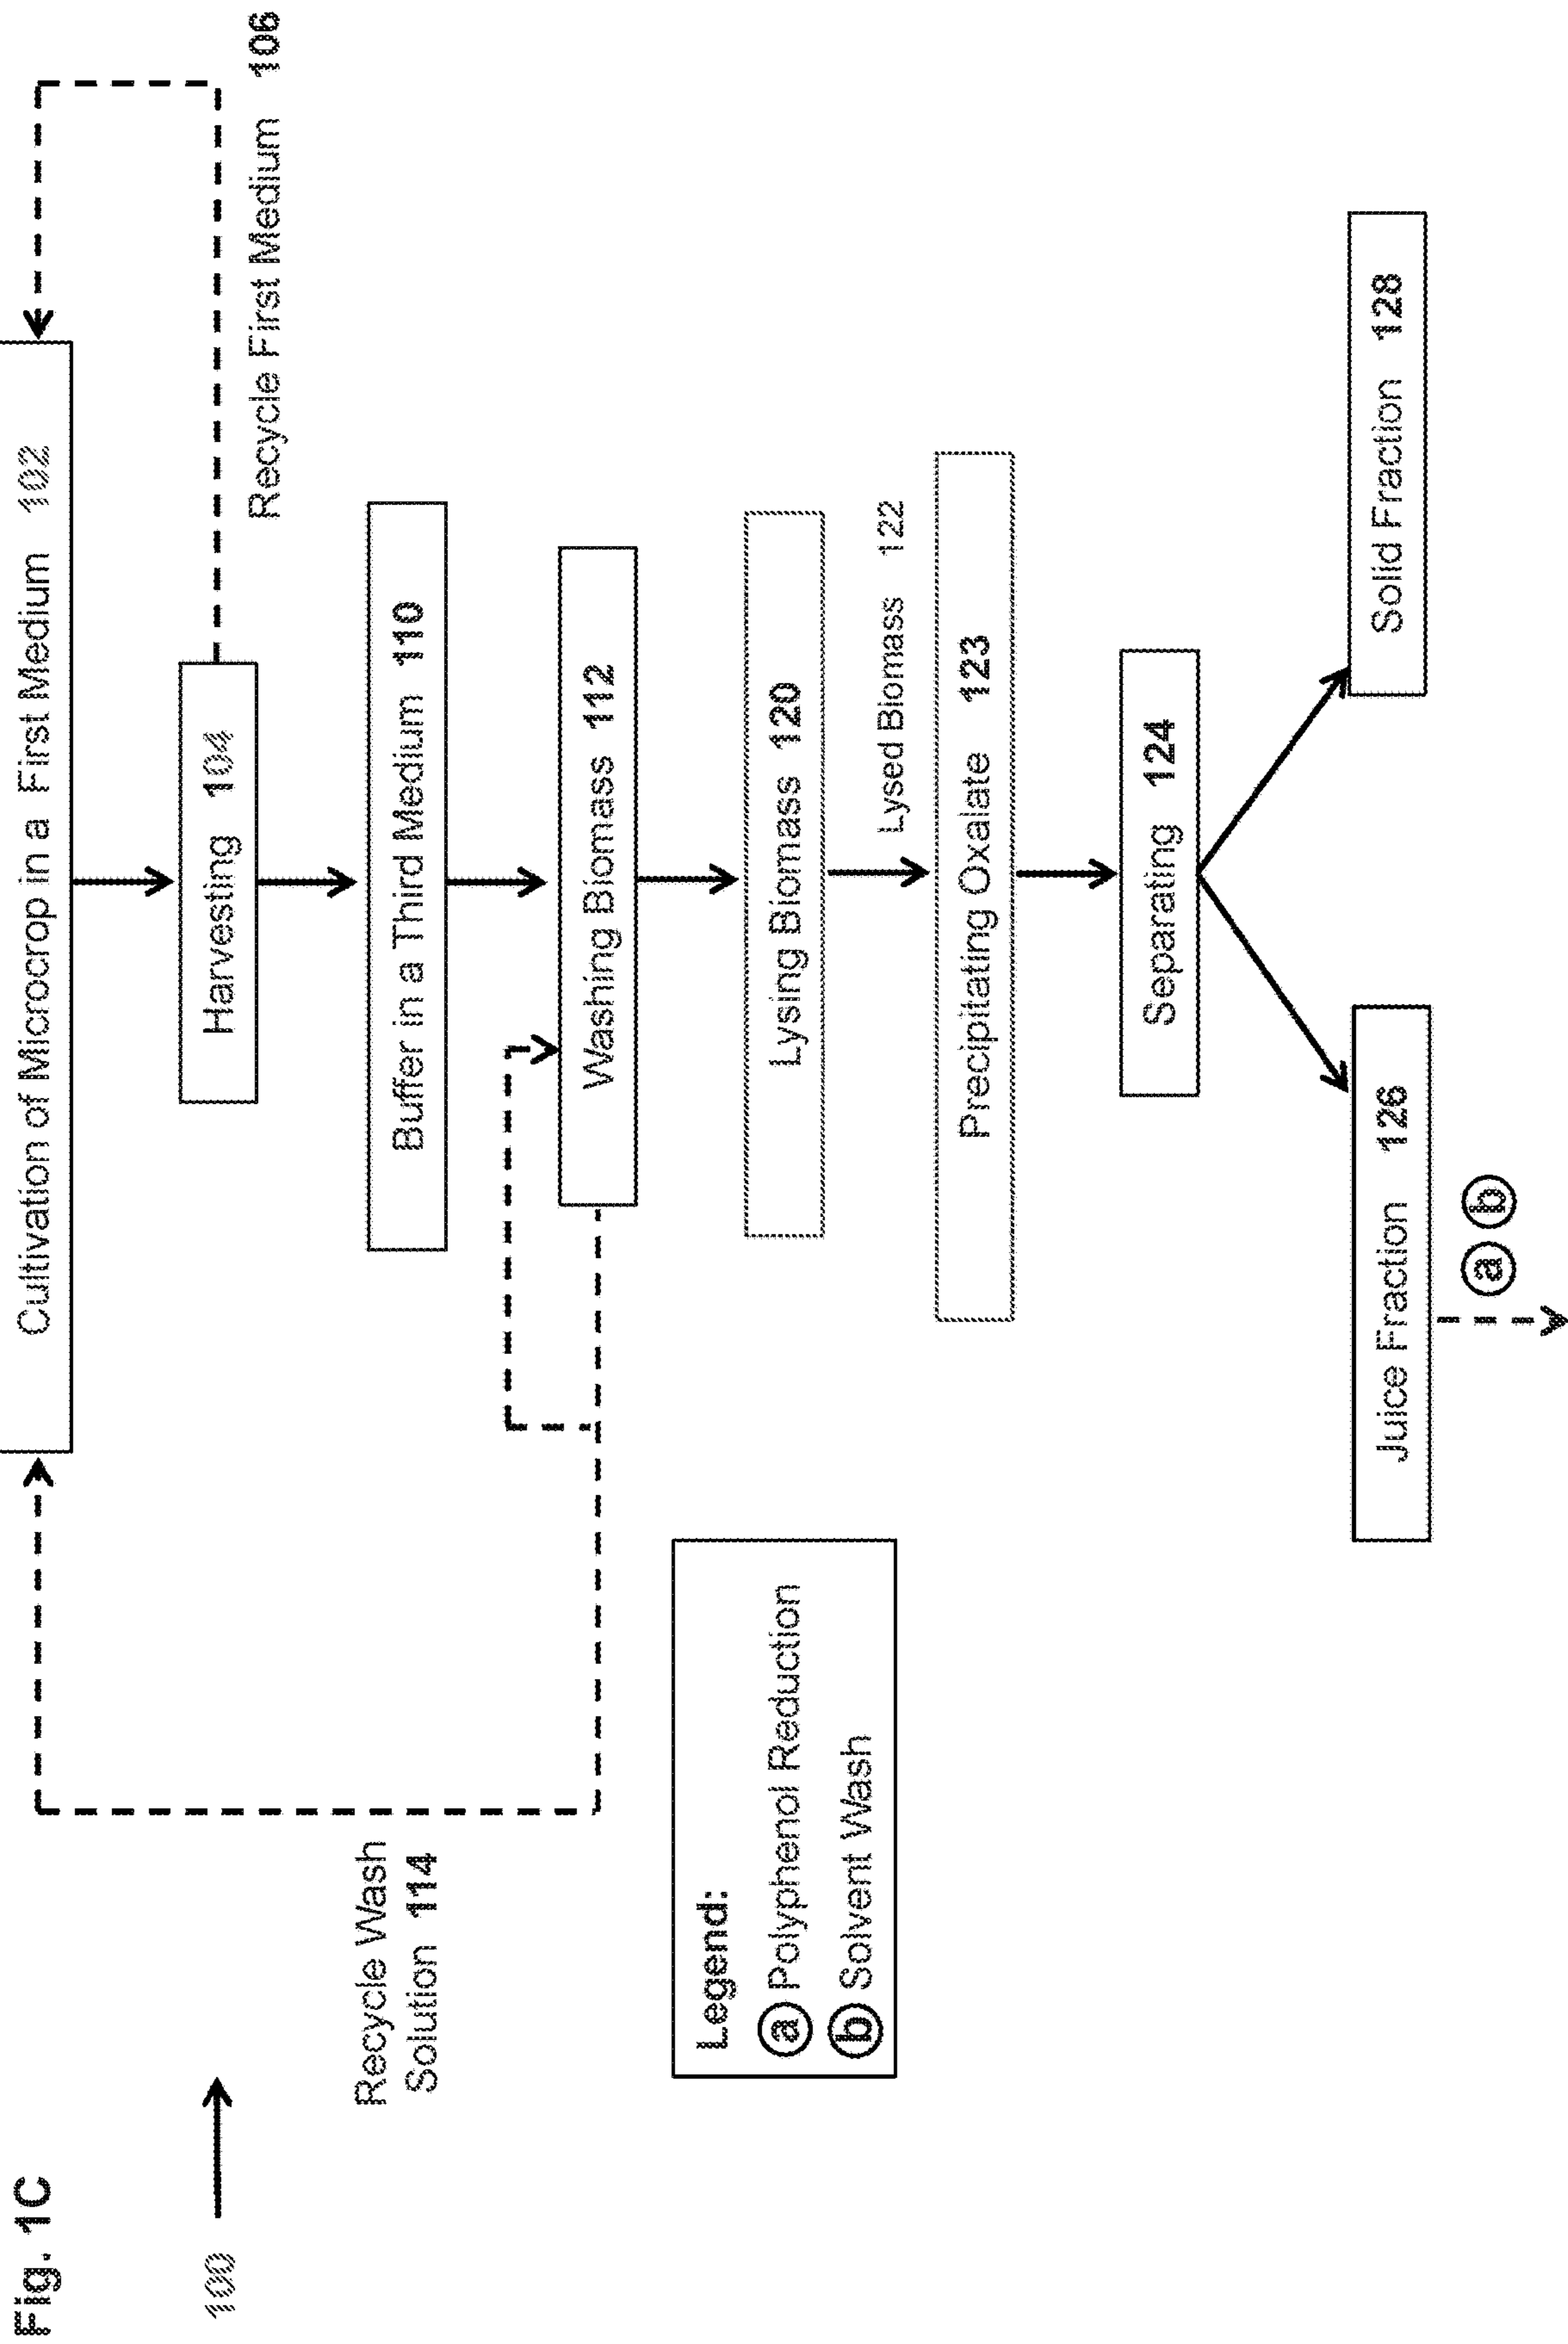 Fig. 1C
100
Cultivation of Microcrop in a First Medium 102
Harvesting 104
Recycle First Medium 106
Buffer in a Third Medium 110
Recycle Wash
Solution 114
Washing Biomass 112
Lysing Biomass 120
Lysed Biomass 122
Precipitating Oxalate 123
Separating 124
Juice Fraction 126
Solid Fraction 128
a b
Legend:
a Polyphenol Reduction
b Solvent Wash